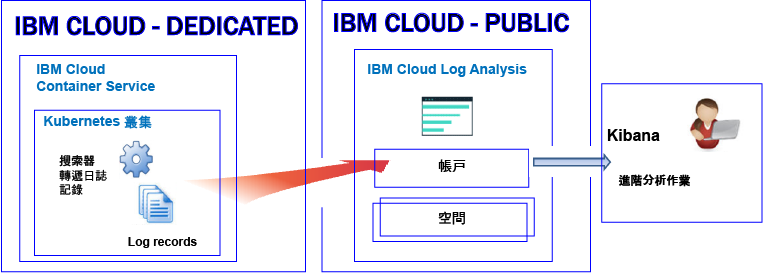 IBM CLOUD - DEDICATED
IBM Cloud
Container Service
Kubernetes 叢集
搜索器
轉遞日誌
記錄
Log records
IBM CLOUD - PUBLIC
IBM Cloud Log Analysis
帳戶
空間
Kibana
進階分析作業